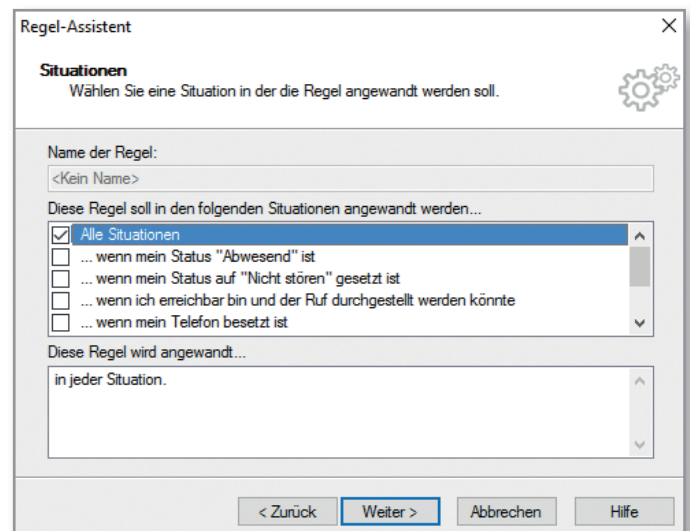 Regel-Assistent
Situationen
Wählen Sie eine Situation in der die Regel angewandt werden soll.
Name der Regel:
<Kein Name>
Diese Regel soll in den folgenden Situationen angewandt werden...
Alle Situationen
... wenn mein Status "Abwesend" ist
... wenn mein Status auf "Nicht stören" gesetzt ist
... wenn ich erreichbar bin und der Ruf durchgestellt werden könnte
... wenn mein Telefon besetzt ist
Diese Regel wird angewandt...
in jeder Situation.
< Zurück Weiter > Abbrechen Hilfe